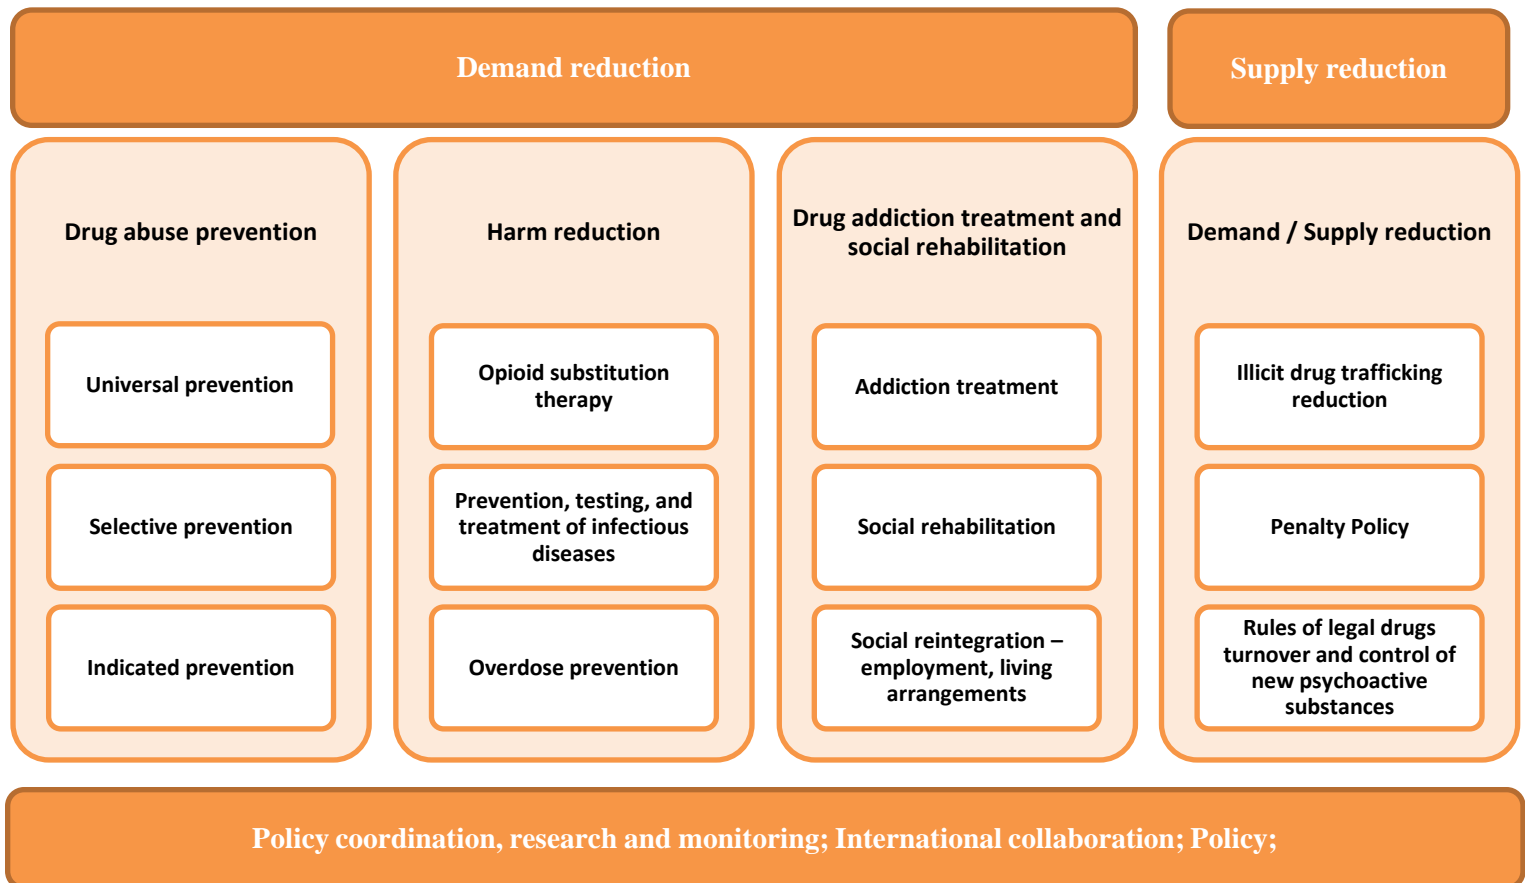 Demand reduction
Supply reduction
Drug abuse prevention
Universal prevention
Selective prevention
Indicated prevention
Harm reduction
Opioid substitution
therapy
Prevention, testing, and
treatment of infectious
diseases
Overdose prevention
Drug addiction treatment and
social rehabilitation
Addiction treatment
Social rehabilitation
Social reintegration –
employment, living
arrangements
Demand / Supply reduction
Illicit drug trafficking
reduction
Penalty Policy
Rules of legal drugs
turnover and control of
new psychoactive
substances
Policy coordination, research and monitoring; International collaboration; Policy;